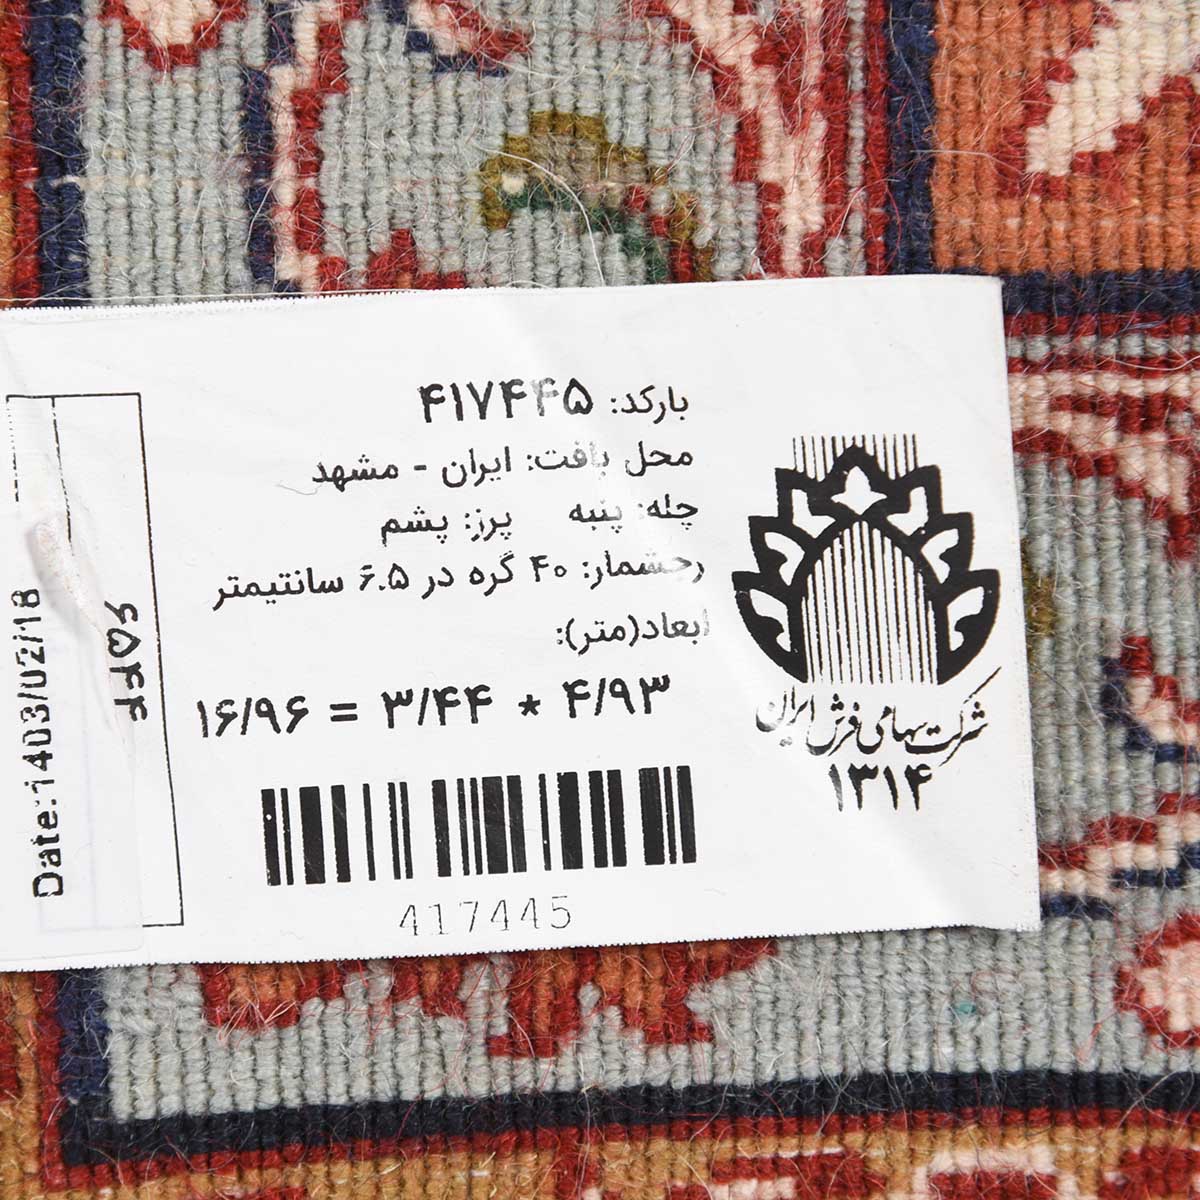 بارکد: ۴۱۷۴۴۵
محل بافت: ایران - مشهد
چله: پنبه پرز: پشم
رجشمار: ۴۰ گره در ۶.۵ سانتیمتر
ابعاد(متر):
۱۶/۹۶ = ۳/۴۴ * ۴/۹۳
417445
شرکت سهامی فرش ایران
۱۳۱۴
Date:1403/02/18